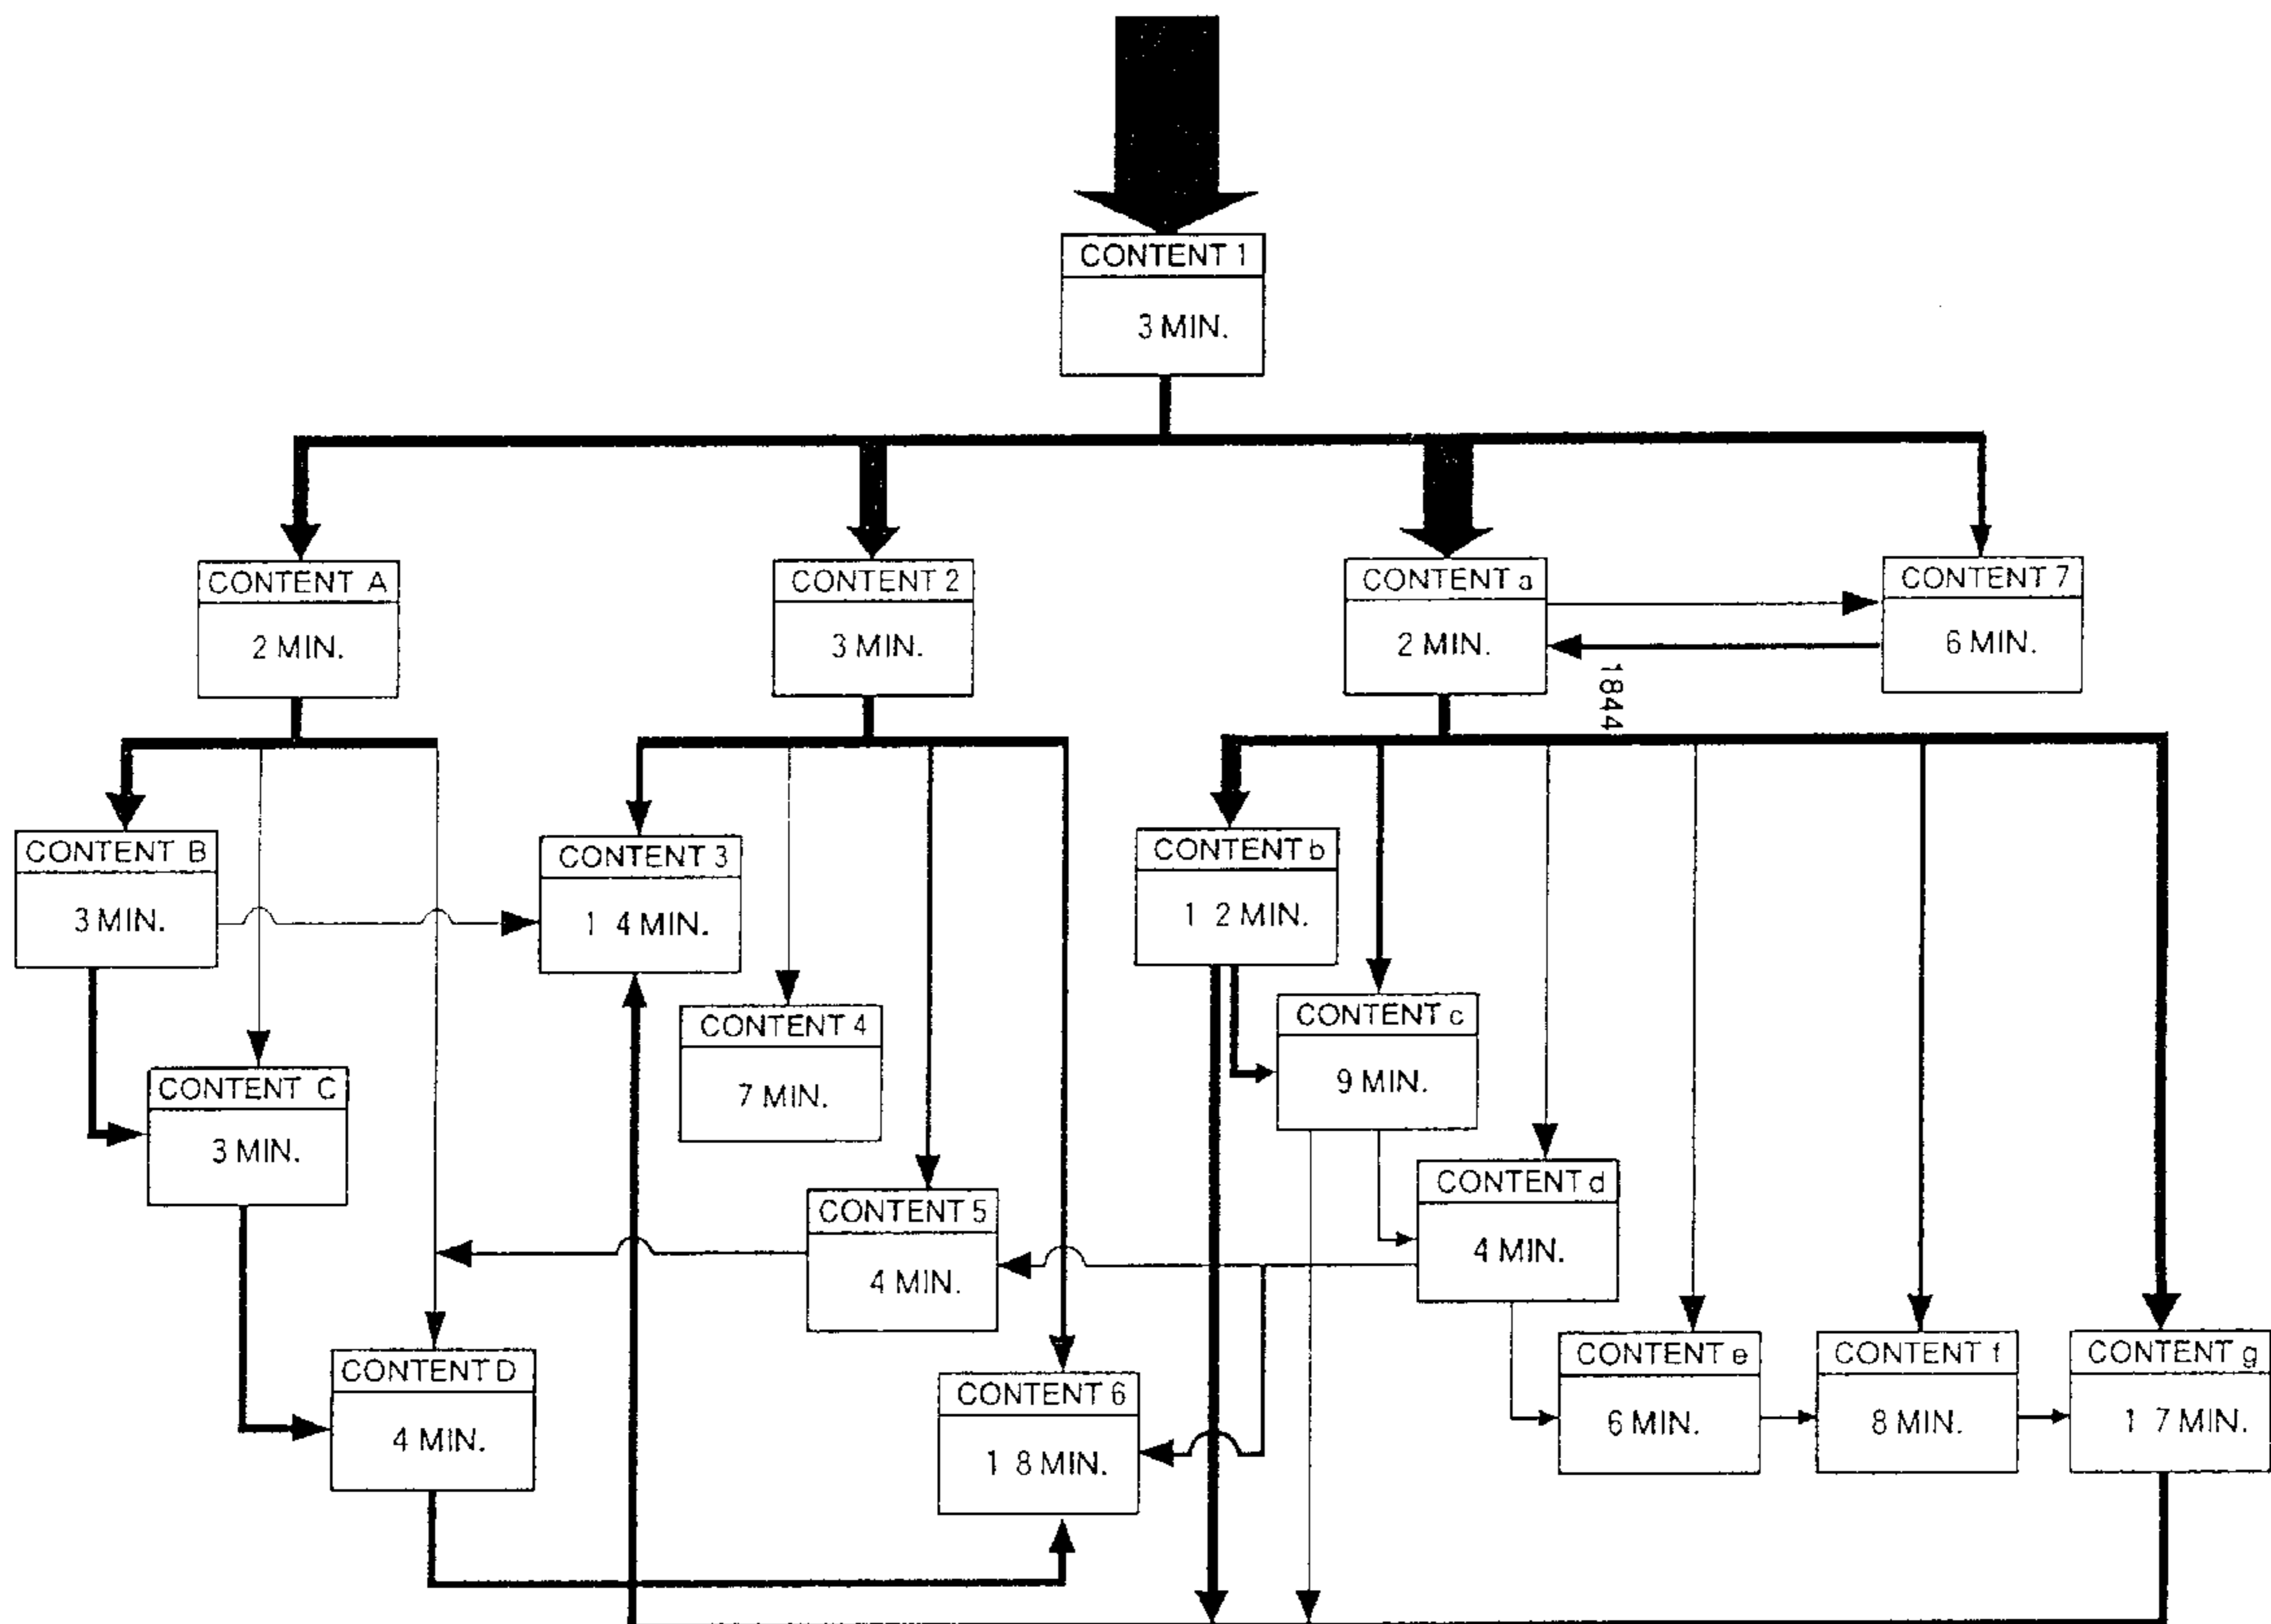 CONTENT 1
3 MIN.
CONTENT A
2 MIN.
CONTENT 2
3 MIN.
CONTENT a
2 MIN.
CONTENT 7
6 MIN.
1844
CONTENT B
3 MIN.
CONTENT 3
1 4 MIN.
CONTENT b
1 2 MIN.
CONTENT 4
7 MIN.
CONTENT c
9 MIN.
CONTENT C
3 MIN.
CONTENT 5
4 MIN.
CONTENT d
4 MIN.
CONTENT D
4 MIN.
CONTENT 6
1 8 MIN.
CONTENT e
6 MIN.
CONTENT f
8 MIN.
CONTENT g
1 7 MIN.